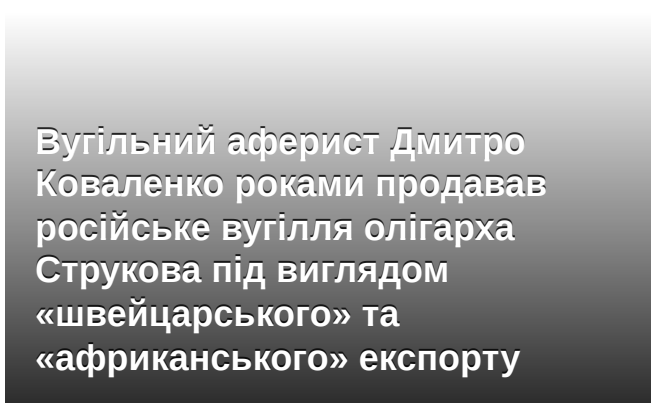 Вугільний аферист Дмитро
Коваленко роками продавав
російське вугілля олігарха
Струкова під виглядом
«швейцарського» та
«африканського» експорту